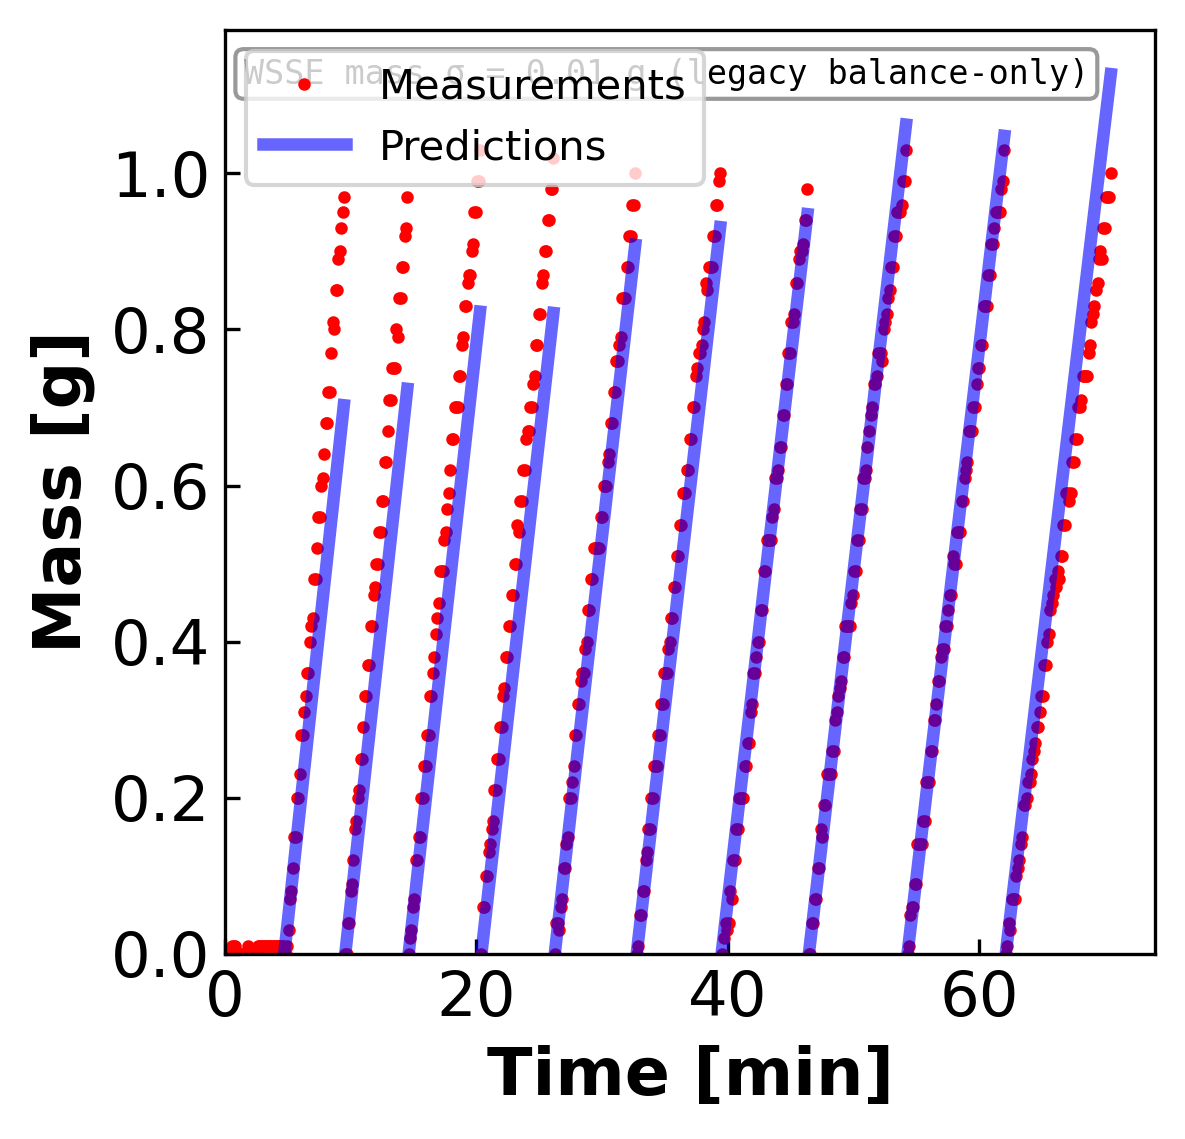 WSSE mass σ = 0.01 g (legacy balance-only)
Measurements
Predictions
Mass [g]
1.0
0.8
0.6
0.4
0.2
0.0
0
20
40
60
Time [min]